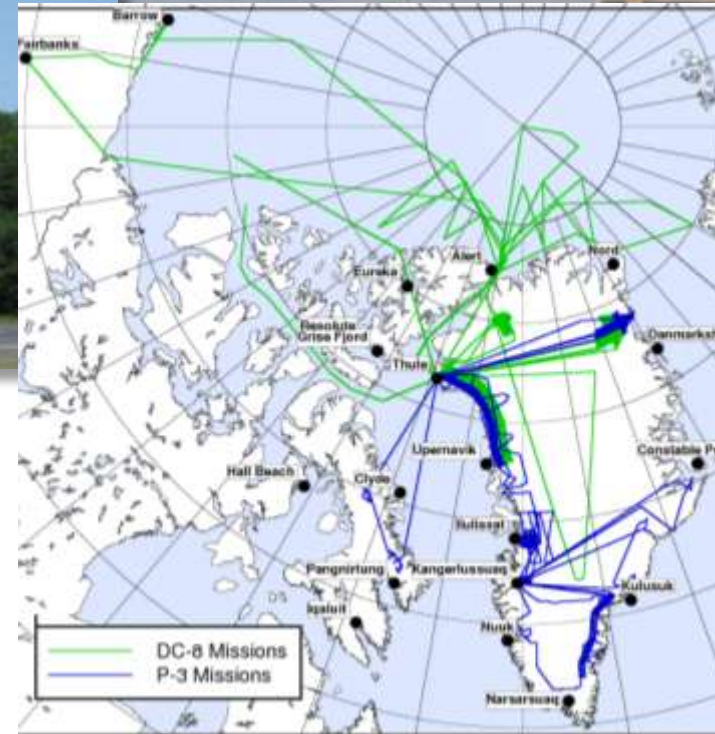 Barrow
Fairbanks
Alert
Nord
Eureka
Resolute
Grise Fjord
Danmarksh
Thule
Upernavik
Constable P
Hall Beach
Clyde
Ilulissat
Pangnirtung
Kangerlussuaq
Kulusuk
Iqaluit
Nuuk
Narsarsuaq
DC-8 Missions
P-3 Missions